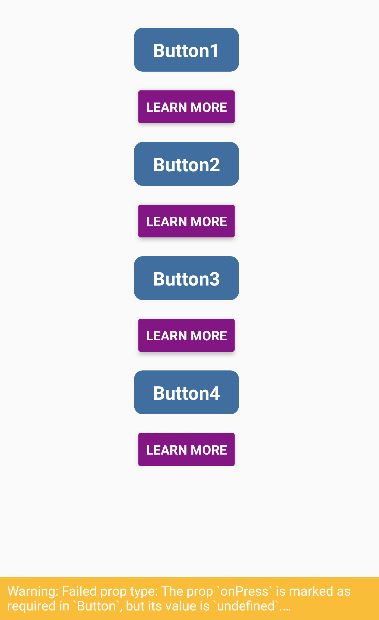 Button1
LEARN MORE
Button2
LEARN MORE
Button3
LEARN MORE
Button4
LEARN MORE
Warning: Failed prop type: The prop `onPress` is marked as
required in `Button`, but its value is `undefined`....